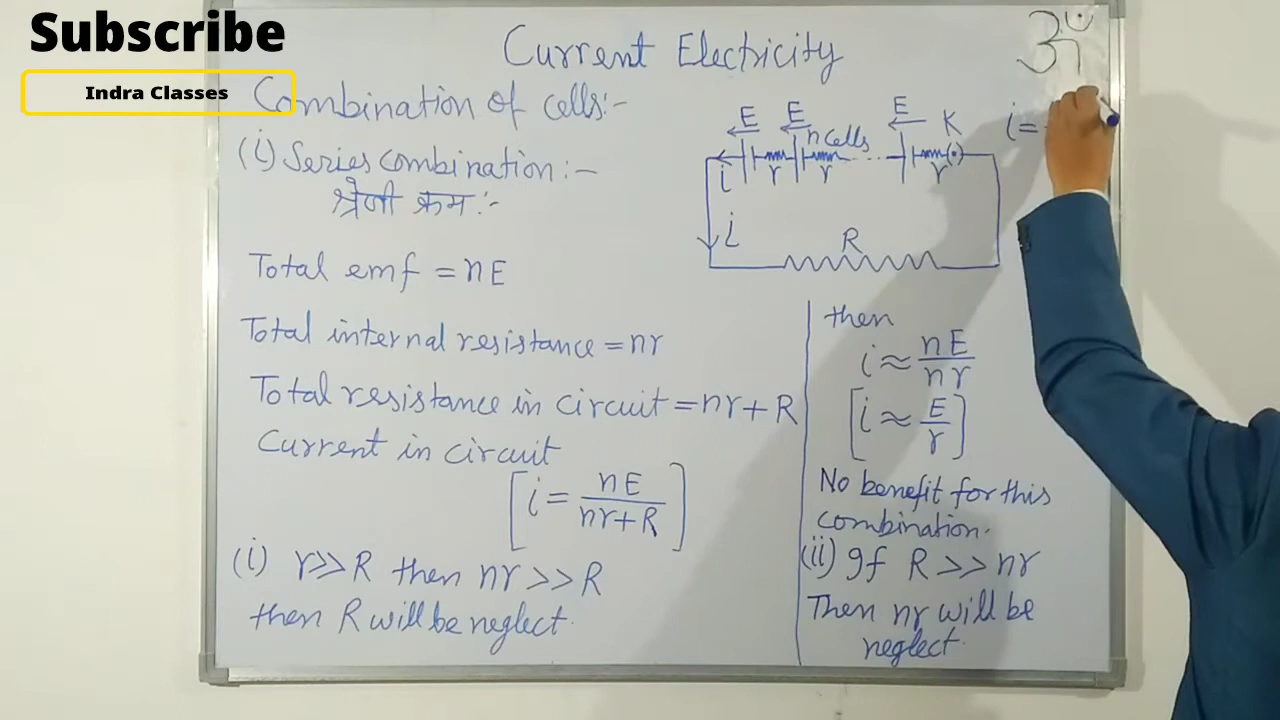 Subscribe
Indra Classes
Current Electricity
ॐ
Combination of cells:-
(i) Series combination:-
श्रेणी क्रम:-
E E E K
n cells
r r r
i
i
R
i=
Total emf = nE
Total internal resistance = nr
Total resistance in circuit = nr + R
Current in circuit
[i = nE/nr+R]
(i) r>>R then nr >> R
then R will be neglect.
then
i ≈ nE/nr
[i ≈ E/r]
No benefit for this
combination.
(ii) If R >> nr
Then nr will be
neglect.